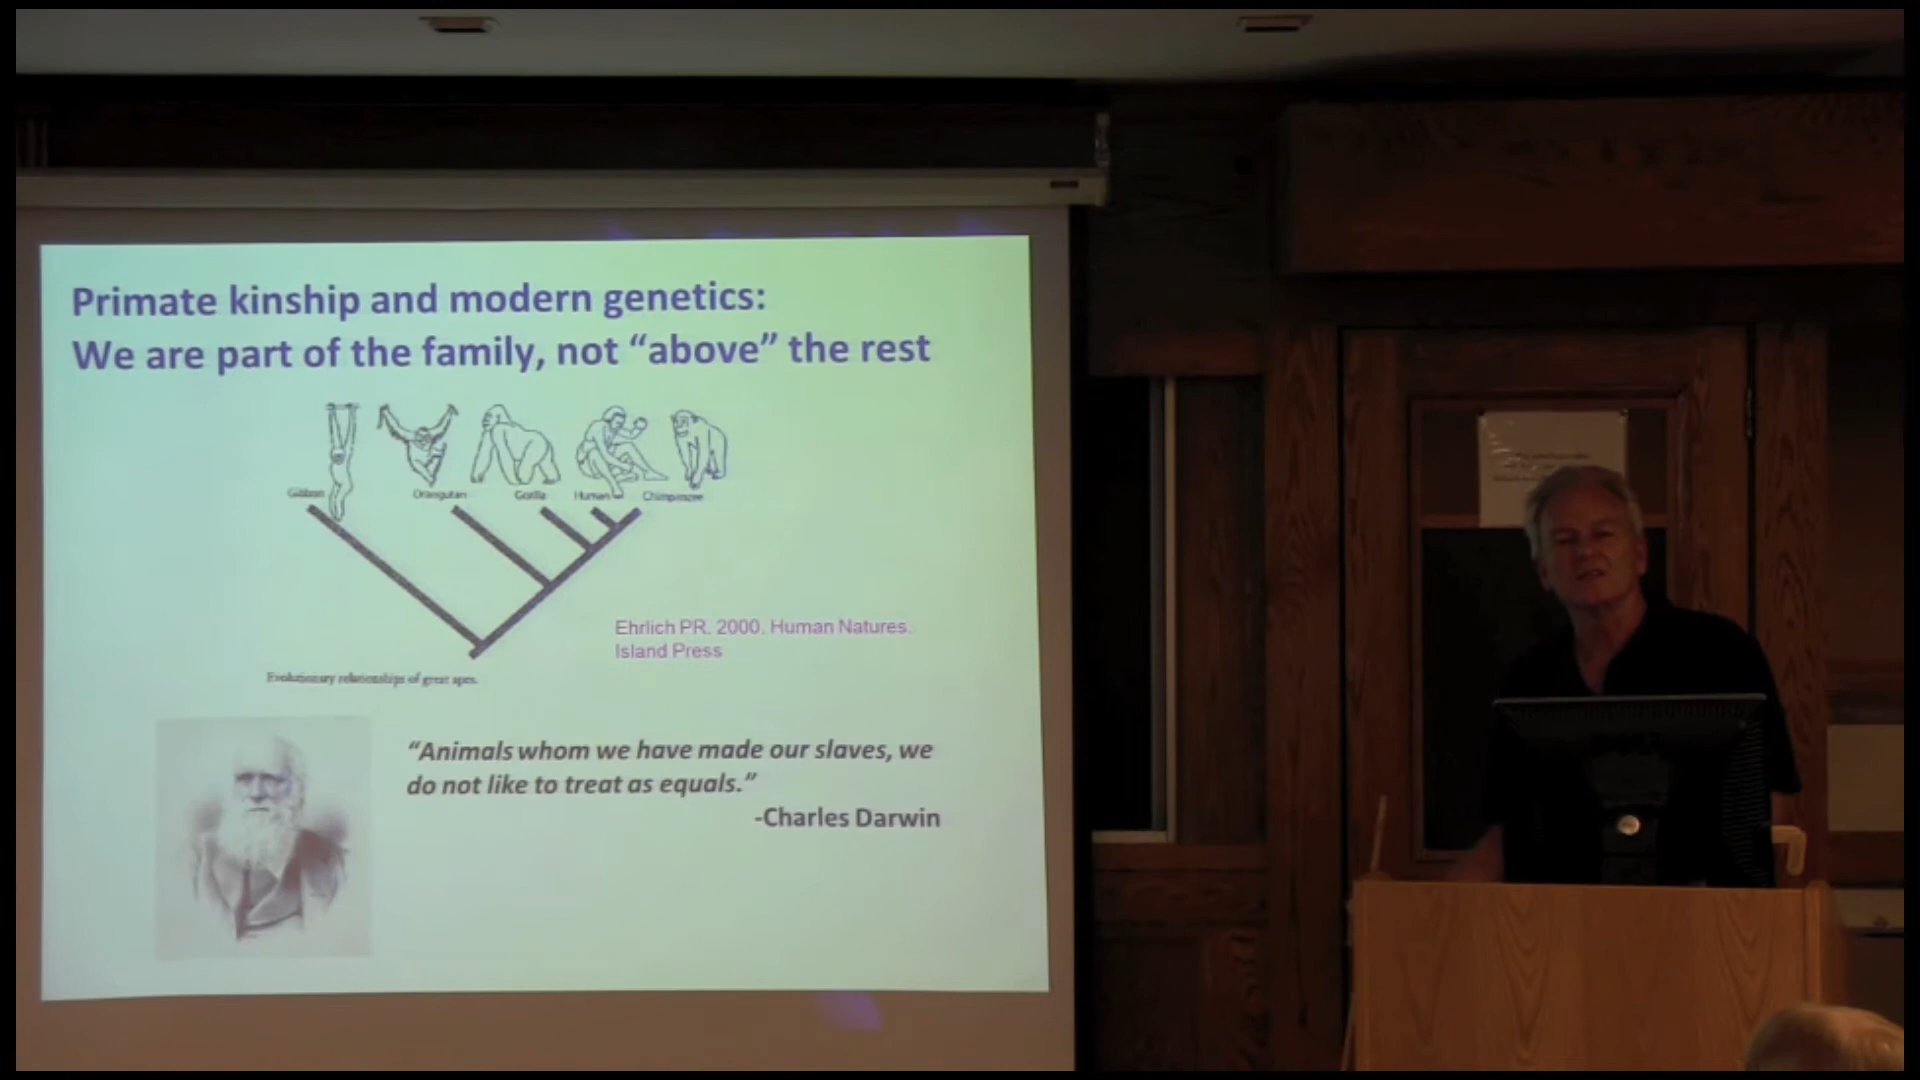 Primate kinship and modern genetics:
We are part of the family, not “above” the rest
Gibbon Orangutan Gorilla Human Chimpanzee
Ehrlich PR. 2000. Human Natures.
Island Press
Evolutionary relationships of great apes.
“Animals whom we have made our slaves, we
do not like to treat as equals.”
-Charles Darwin